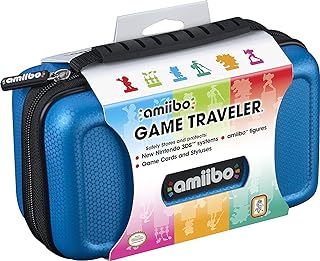 amiibo
amiibo
GAME TRAVELER
Safely Stores and protects:
• New Nintendo 3DS™ systems • amiibo™ figures
• Game Cards and Styluses
amiibo